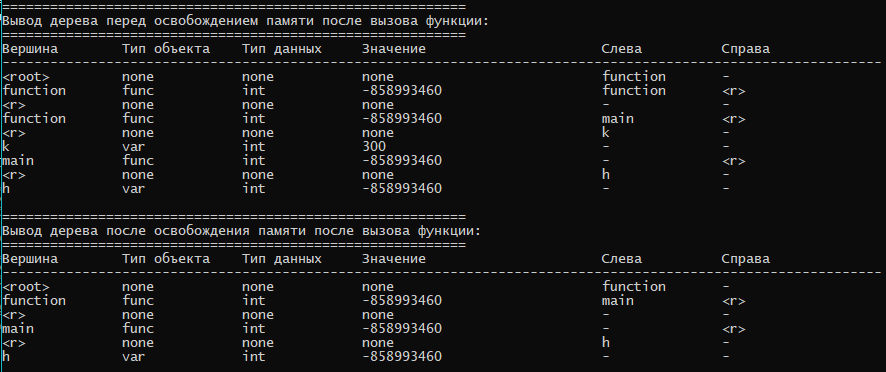 ==========================================================
Вывод дерева перед освобождением памяти после вызова функции:
==========================================================
Вершина        Тип объекта    Тип данных     Значение                      Слева          Справа
--------------------------------------------------------------------------------------------------------------
<root>         none           none           none                          function       -
function       func           int            -858993460                    function       <r>
<r>            none           none           none                          -              -
function       func           int            -858993460                    main           <r>
<r>            none           none           none                          k              -
k              var            int            300                           -              -
main           func           int            -858993460                    -              <r>
<r>            none           none           none                          h              -
h              var            int            -858993460                    -              -

==========================================================
Вывод дерева после освобождения памяти после вызова функции:
==========================================================
Вершина        Тип объекта    Тип данных     Значение                      Слева          Справа
--------------------------------------------------------------------------------------------------------------
<root>         none           none           none                          function       -
function       func           int            -858993460                    main           <r>
<r>            none           none           none                          -              -
main           func           int            -858993460                    -              <r>
<r>            none           none           none                          h              -
h              var            int            -858993460                    -              -